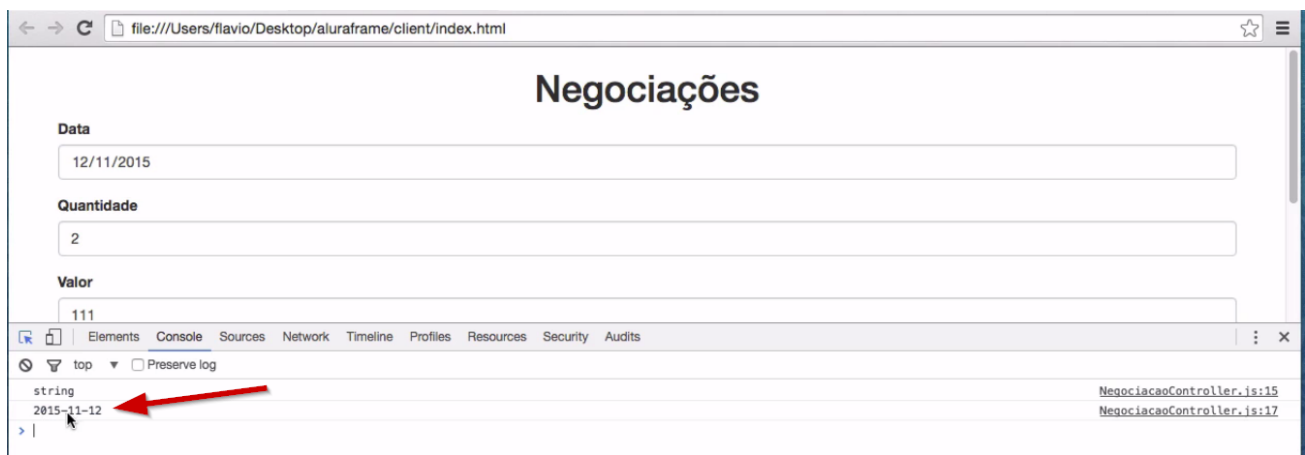 file:///Users/flavio/Desktop/aluraframe/client/index.html
Negociações
Data
12/11/2015
Quantidade
2
Valor
111
Elements Console Sources Network Timeline Profiles Resources Security Audits
top Preserve log
string NegociacaoController.js:15
2015-11-12 NegociacaoController.js:17
>